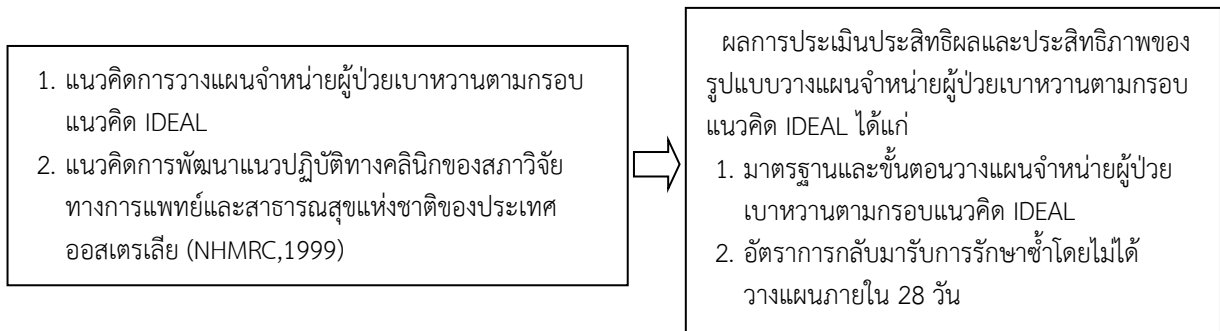 1. แนวคิดการวางแผนจำหน่ายผู้ป่วยเบาหวานตามกรอบ
แนวคิด IDEAL
2. แนวคิดการพัฒนาแนวปฏิบัติทางคลินิกของสภาวิจัย
ทางการแพทย์และสาธารณสุขแห่งชาติของประเทศ
ออสเตรเลีย (NHMRC,1999)
ผลการประเมินประสิทธิผลและประสิทธิภาพของ
รูปแบบวางแผนจำหน่ายผู้ป่วยเบาหวานตามกรอบ
แนวคิด IDEAL ได้แก่
1. มาตรฐานและขั้นตอนวางแผนจำหน่ายผู้ป่วย
เบาหวานตามกรอบแนวคิด IDEAL
2. อัตราการกลับมารับการรักษาซ้ำโดยไม่ได้
วางแผนภายใน 28 วัน